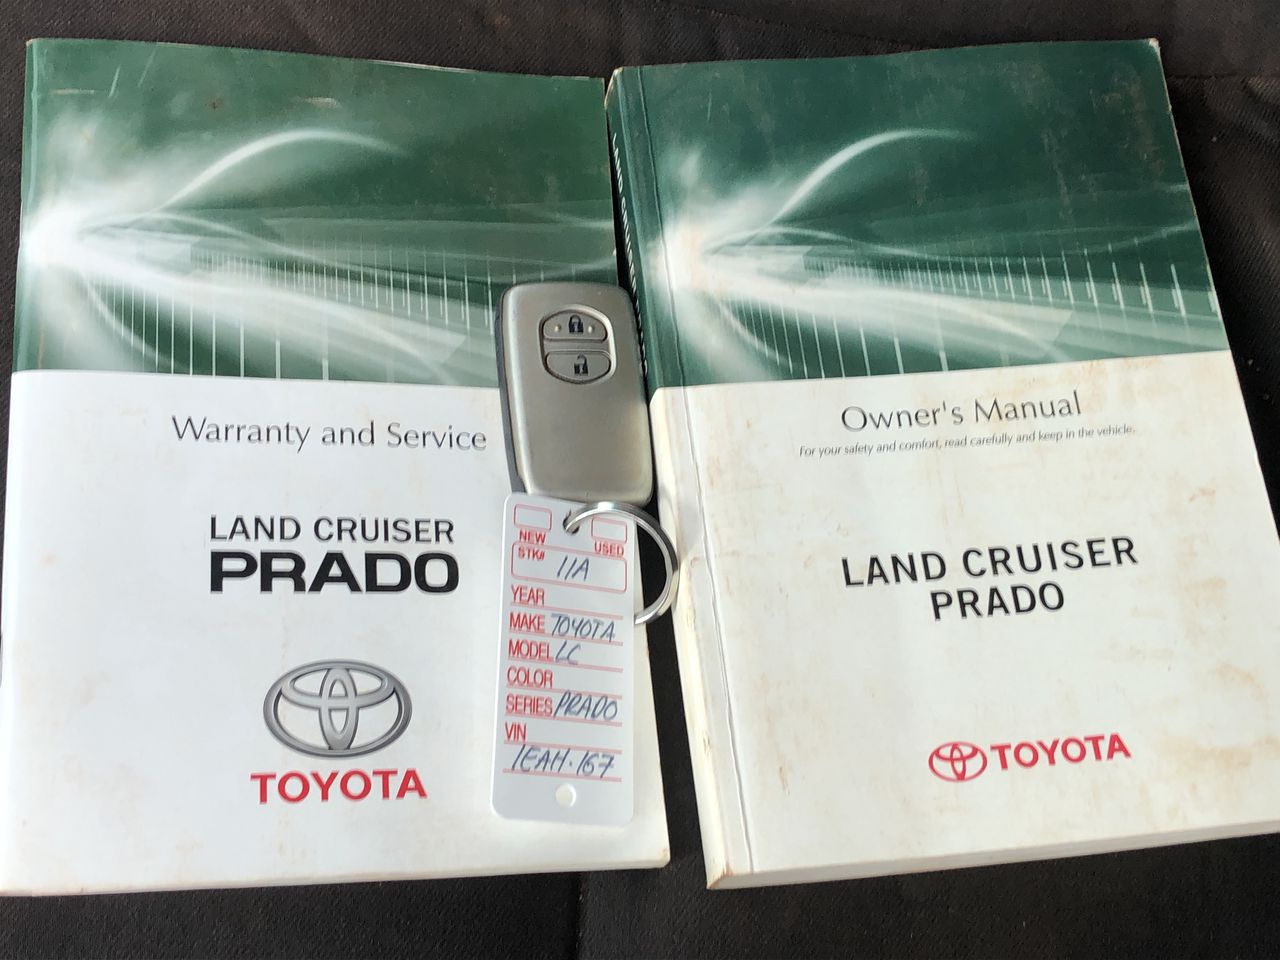 Warranty and Service
LAND CRUISER
PRADO
TOYOTA
NEW
USED
STK# 11A
YEAR
MAKE TOYOTA
MODEL LC
COLOR
SERIES PRADO
VIN
1EAH·167
Owner's Manual
For your safety and comfort, read carefully and keep in the vehicle.
LAND CRUISER
PRADO
TOYOTA